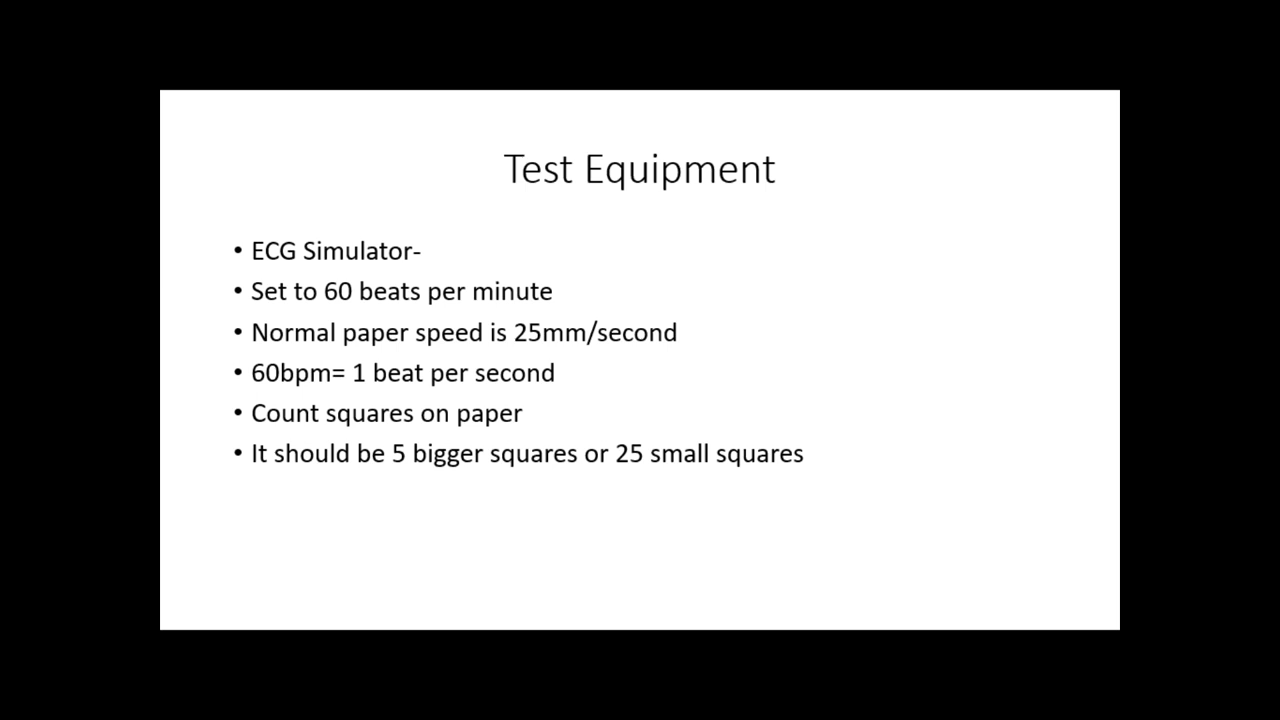 Test Equipment
• ECG Simulator-
• Set to 60 beats per minute
• Normal paper speed is 25mm/second
• 60bpm= 1 beat per second
• Count squares on paper
• It should be 5 bigger squares or 25 small squares